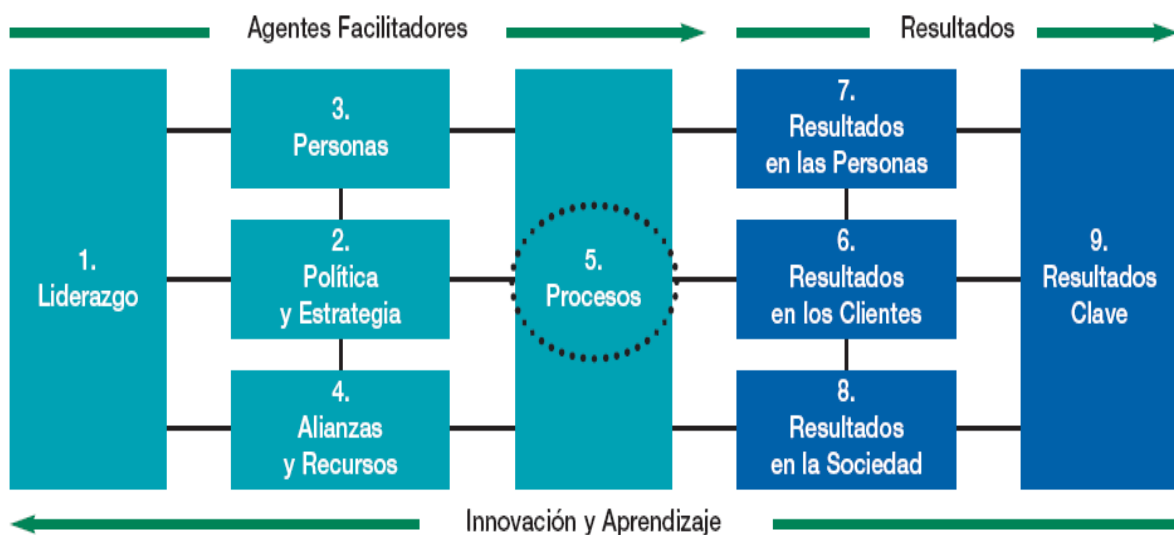 Agentes Facilitadores
Resultados
1.
Liderazgo
3.
Personas
2.
Política
y Estrategia
4.
Alianzas
y Recursos
5.
Procesos
7.
Resultados
en las Personas
6.
Resultados
en los Clientes
8.
Resultados
en la Sociedad
9.
Resultados
Clave
Innovación y Aprendizaje